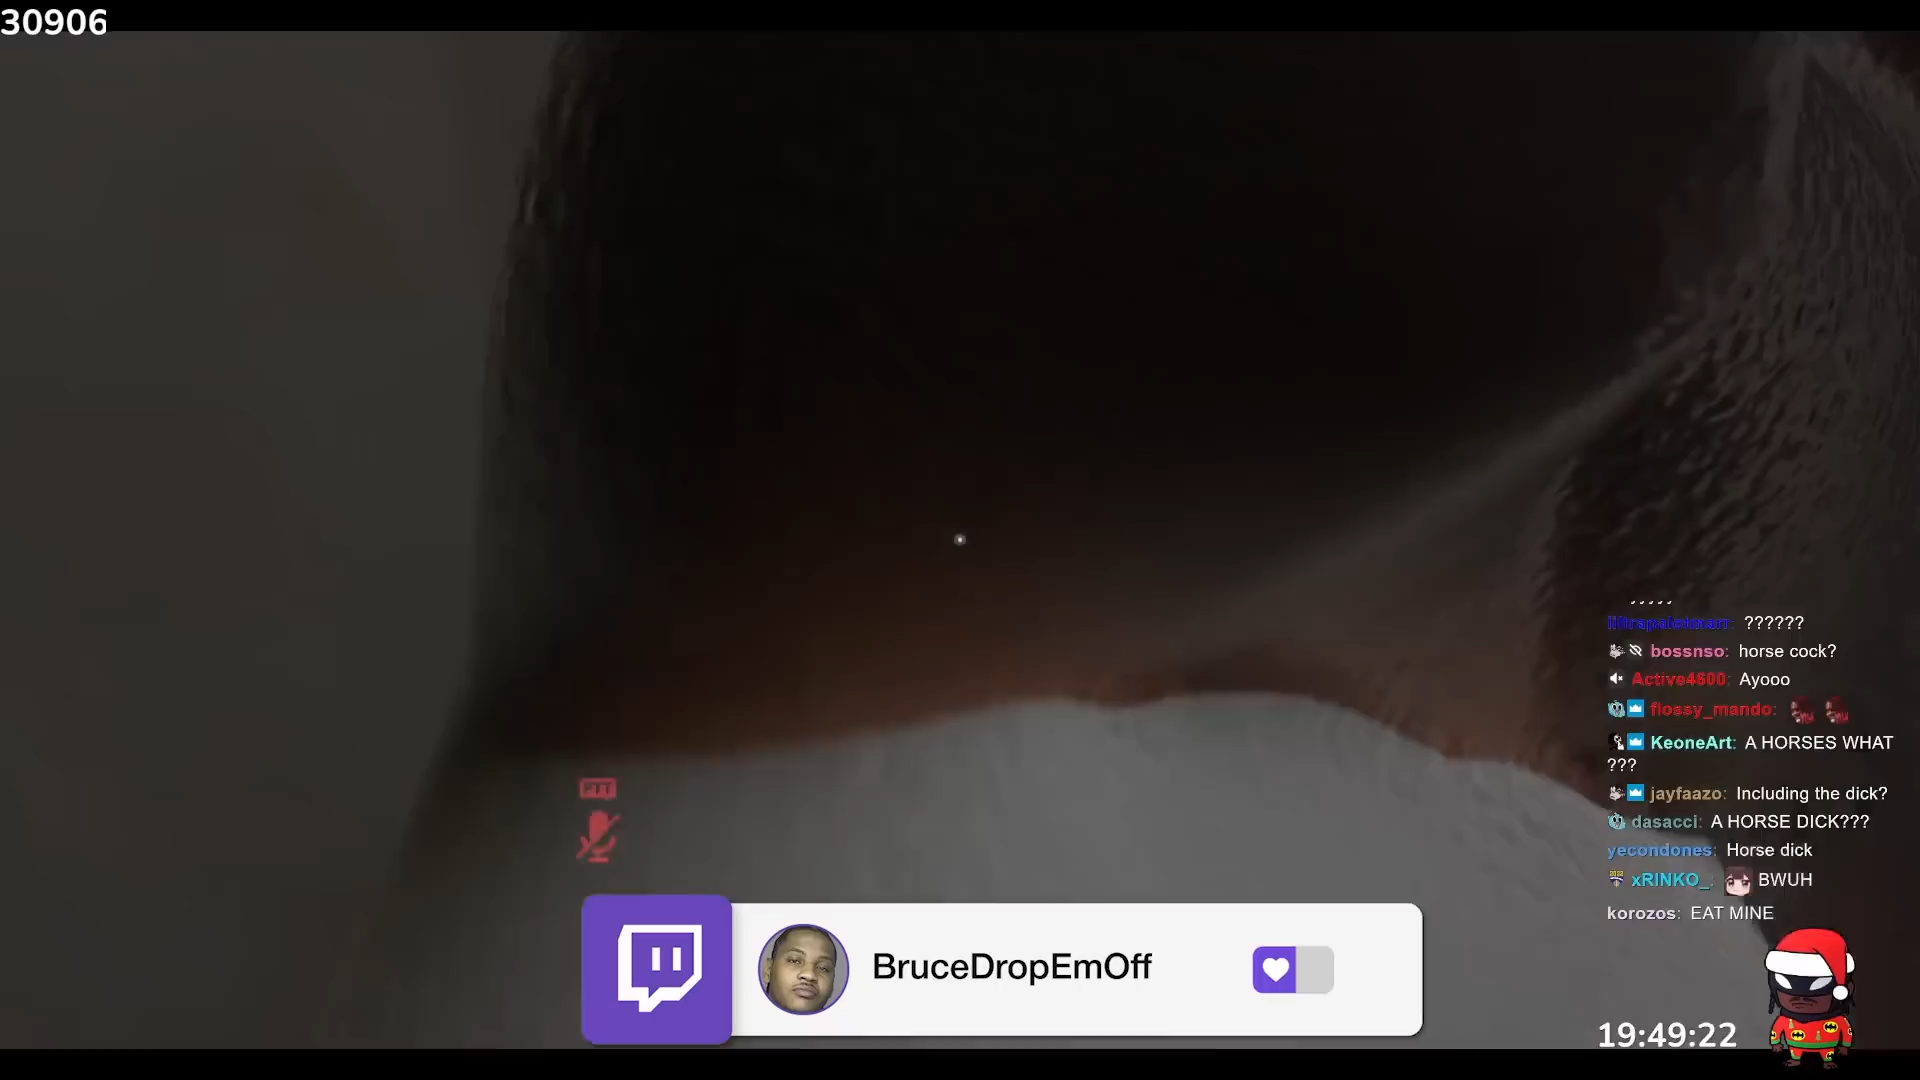 30906
??????
bossnso: horse cock?
Active4600: Ayooo
flossy_mando:
KeoneArt: A HORSES WHAT
???
jayfaazo: Including the dick?
dasacci: A HORSE DICK???
yecondones: Horse dick
xRINKO_: BWUH
korozos: EAT MINE
PTT
BruceDropEmOff
19:49:22